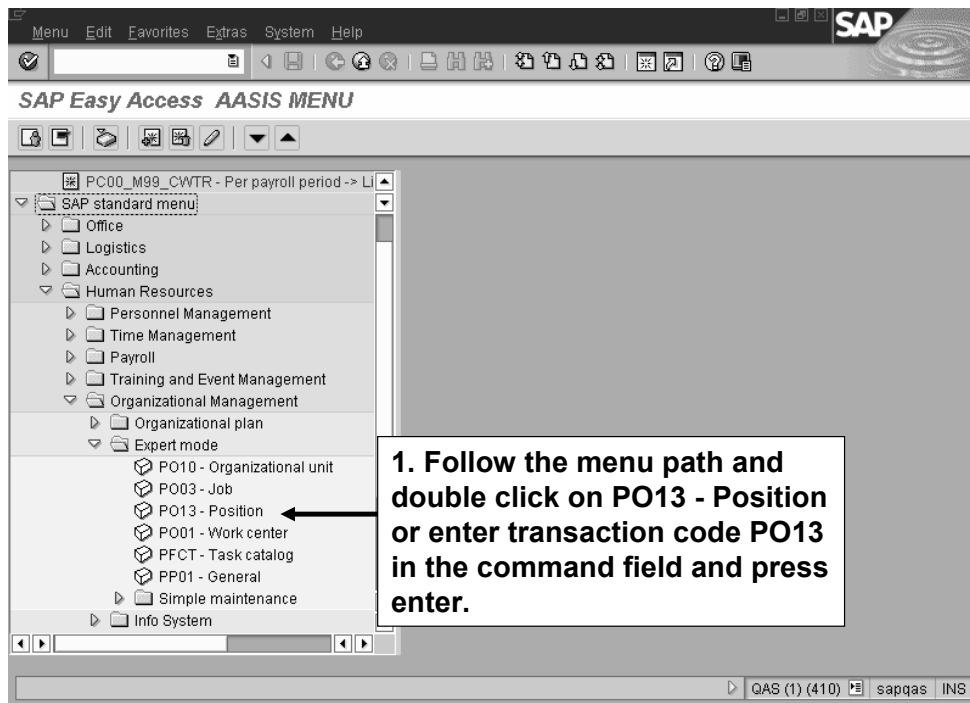 Menu Edit Favorites Extras System Help
SAP
SAP Easy Access AASIS MENU
PC00_M99_CWTR - Per payroll period -> Li
SAP standard menu
Office
Logistics
Accounting
Human Resources
Personnel Management
Time Management
Payroll
Training and Event Management
Organizational Management
Organizational plan
Expert mode
PO10 - Organizational unit
PO03 - Job
PO13 - Position
PO01 - Work center
PFCT - Task catalog
PP01 - General
Simple maintenance
Info System
1. Follow the menu path and
double click on PO13 - Position
or enter transaction code PO13
in the command field and press
enter.
QAS (1) (410) sapqas INS